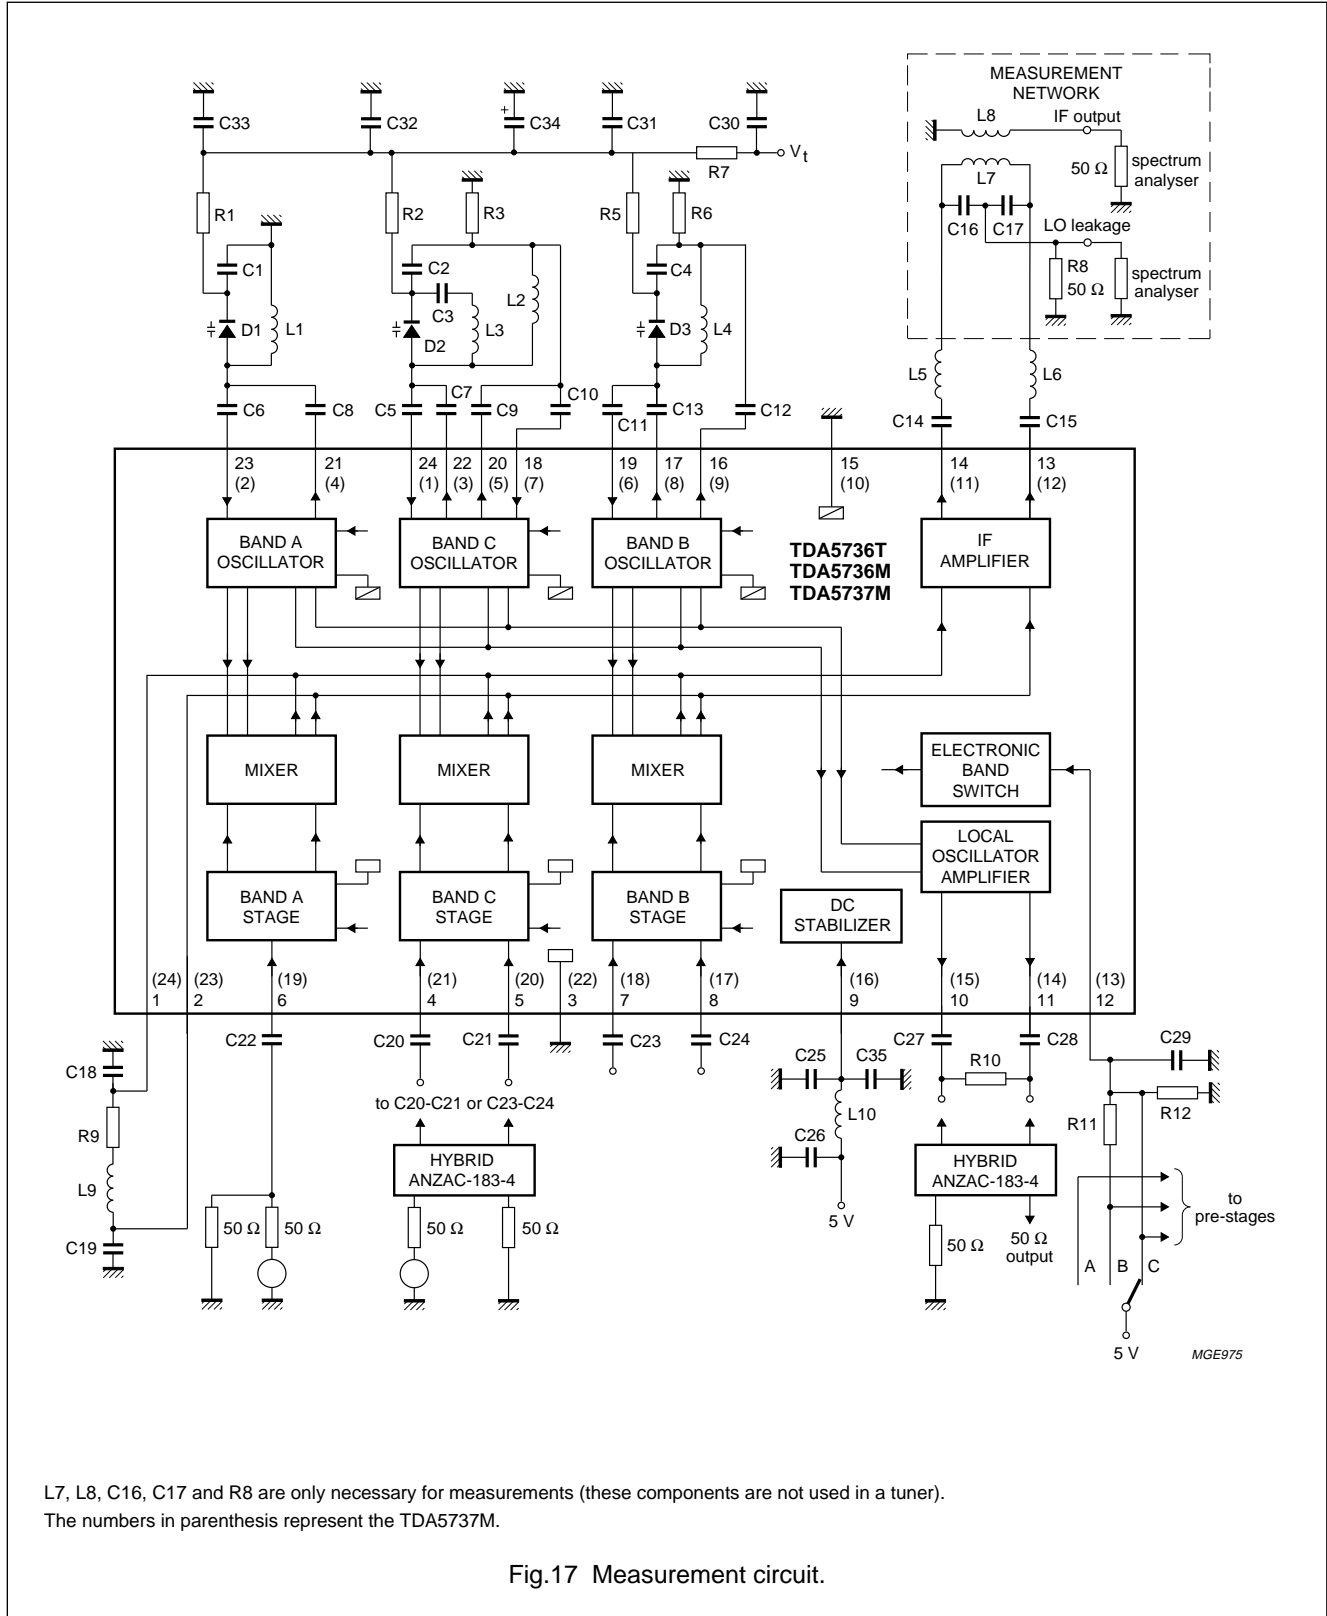 MEASUREMENT
NETWORK
L8
IF output
50 Ω
spectrum
analyser
L7
C16
C17
LO leakage
R8
50 Ω
spectrum
analyser
C33
C32
+
C34
C31
C30
R7
Vt
R1
R2
R3
R5
R6
C1
C2
C3
L2
C4
D1
L1
D2
L3
D3
L4
L5
L6
C6
C8
C5
C7
C9
C10
C11
C13
C12
C14
C15
23
(2)
21
(4)
24
(1)
22
(3)
20
(5)
18
(7)
19
(6)
17
(8)
16
(9)
15
(10)
14
(11)
13
(12)
BAND A
OSCILLATOR
BAND C
OSCILLATOR
BAND B
OSCILLATOR
TDA5736T
TDA5736M
TDA5737M
IF
AMPLIFIER
MIXER
MIXER
MIXER
ELECTRONIC
BAND
SWITCH
LOCAL
OSCILLATOR
AMPLIFIER
BAND A
STAGE
BAND C
STAGE
BAND B
STAGE
DC
STABILIZER
(24)
1
(23)
2
(19)
6
(21)
4
(20)
5
(22)
3
(18)
7
(17)
8
(16)
9
(15)
10
(14)
11
(13)
12
C22
C20
C21
C23
C24
C27
C28
C29
C18
C25
C35
R10
R12
to C20-C21 or C23-C24
L10
R11
R9
C26
HYBRID
ANZAC-183-4
HYBRID
ANZAC-183-4
L9
5 V
to
pre-stages
C19
50 Ω
50 Ω
50 Ω
50 Ω
50 Ω
50 Ω
output
A
B
C
5 V
MGE975
L7, L8, C16, C17 and R8 are only necessary for measurements (these components are not used in a tuner).
The numbers in parenthesis represent the TDA5737M.
Fig.17 Measurement circuit.